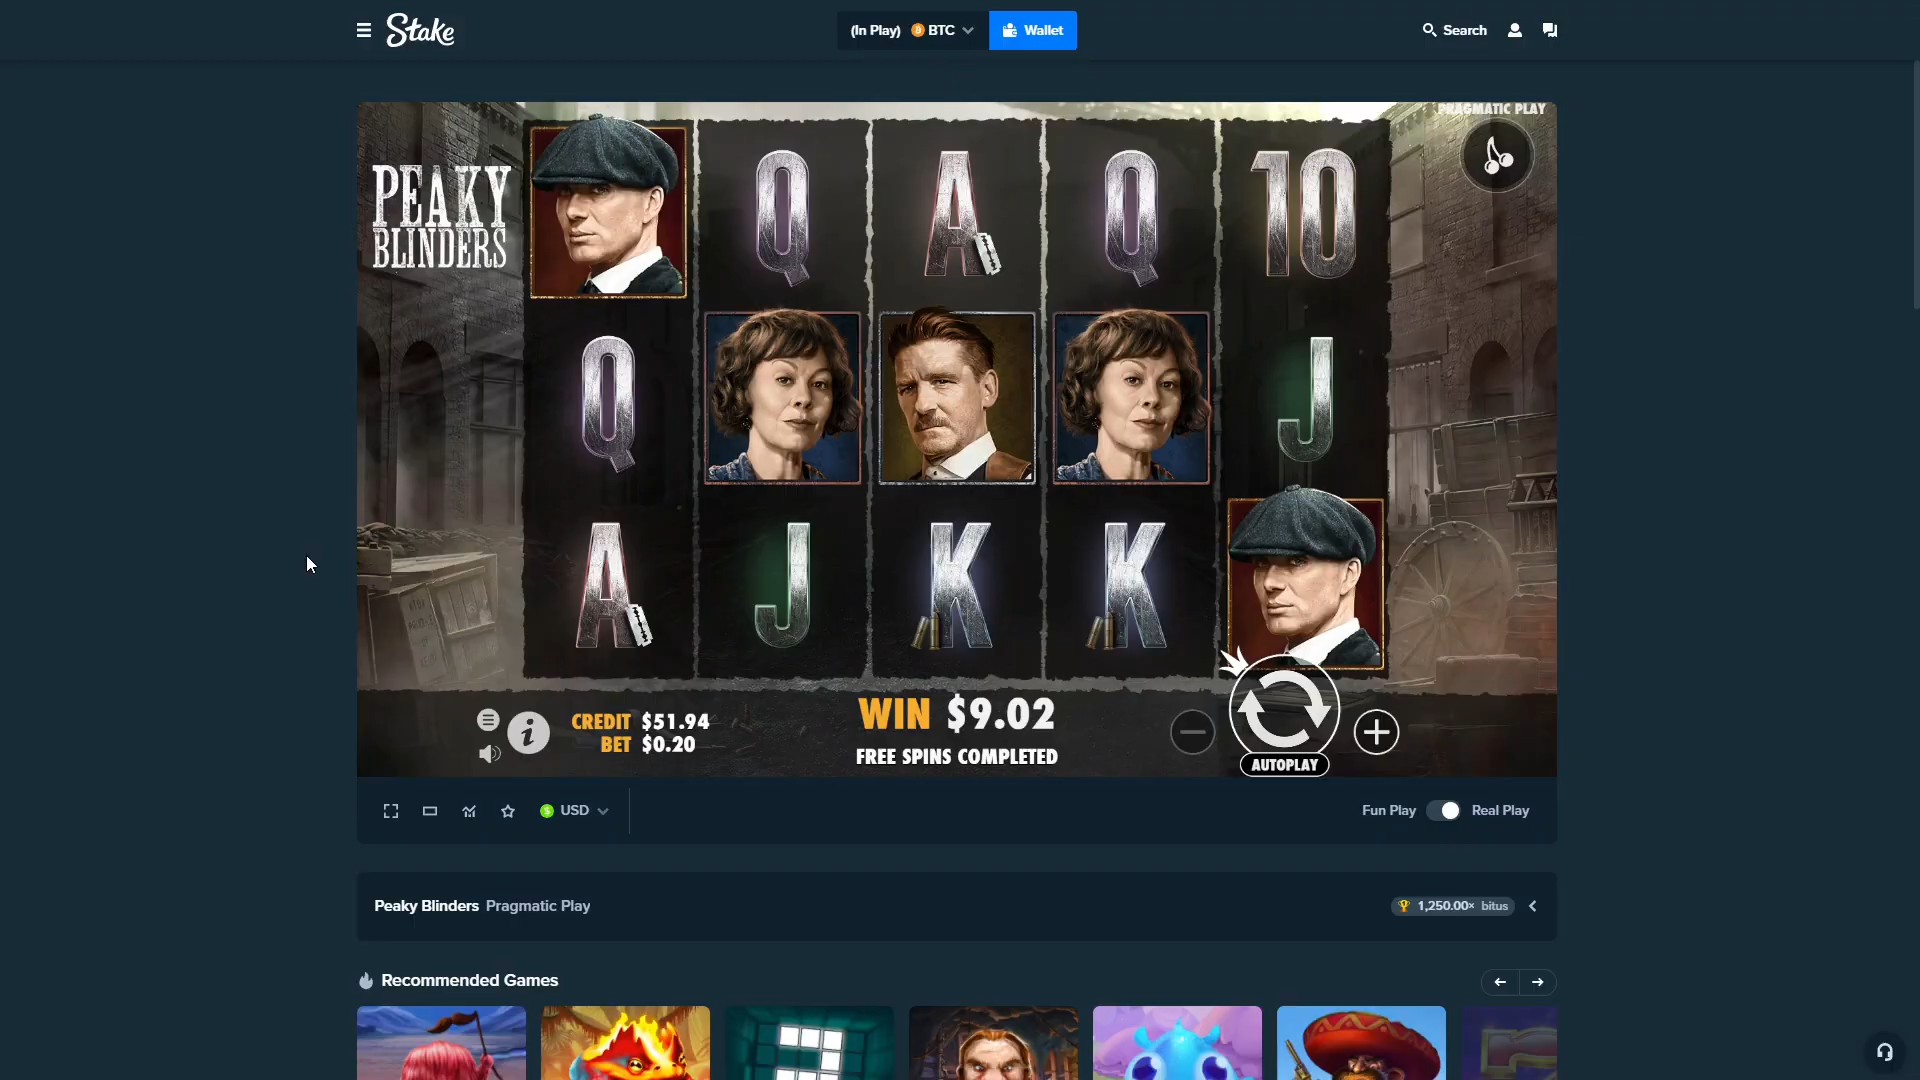 Stake
(In Play) BTC
Wallet
Search
PRAGMATIC PLAY
PEAKY
BLINDERS
Q A Q 10
Q J
A J K K
CREDIT $51.94
BET $0.20
WIN $9.02
FREE SPINS COMPLETED
AUTOPLAY
USD
Fun Play
Real Play
Peaky Blinders Pragmatic Play
1,250.00× bitus
Recommended Games